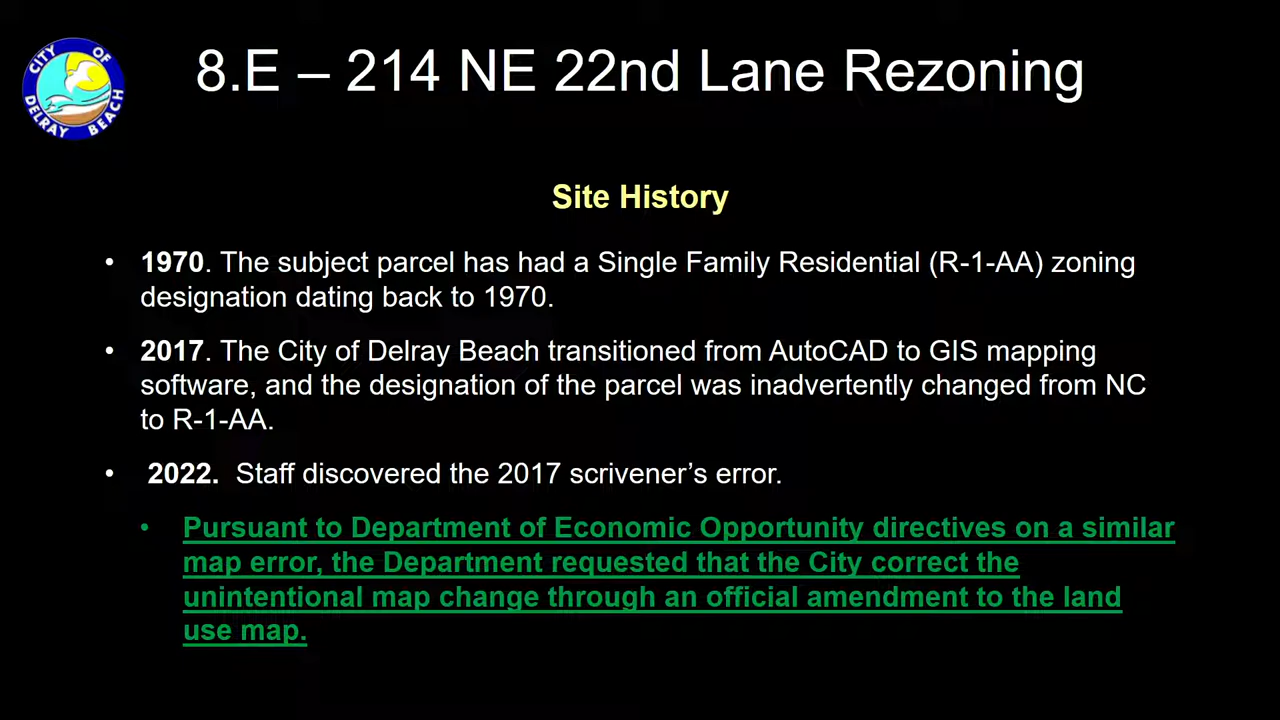 CITY OF
DELRAY BEACH
8.E – 214 NE 22nd Lane Rezoning
Site History
• 1970. The subject parcel has had a Single Family Residential (R-1-AA) zoning
designation dating back to 1970.
• 2017. The City of Delray Beach transitioned from AutoCAD to GIS mapping
software, and the designation of the parcel was inadvertently changed from NC
to R-1-AA.
• 2022. Staff discovered the 2017 scrivener’s error.
• Pursuant to Department of Economic Opportunity directives on a similar
map error, the Department requested that the City correct the
unintentional map change through an official amendment to the land
use map.